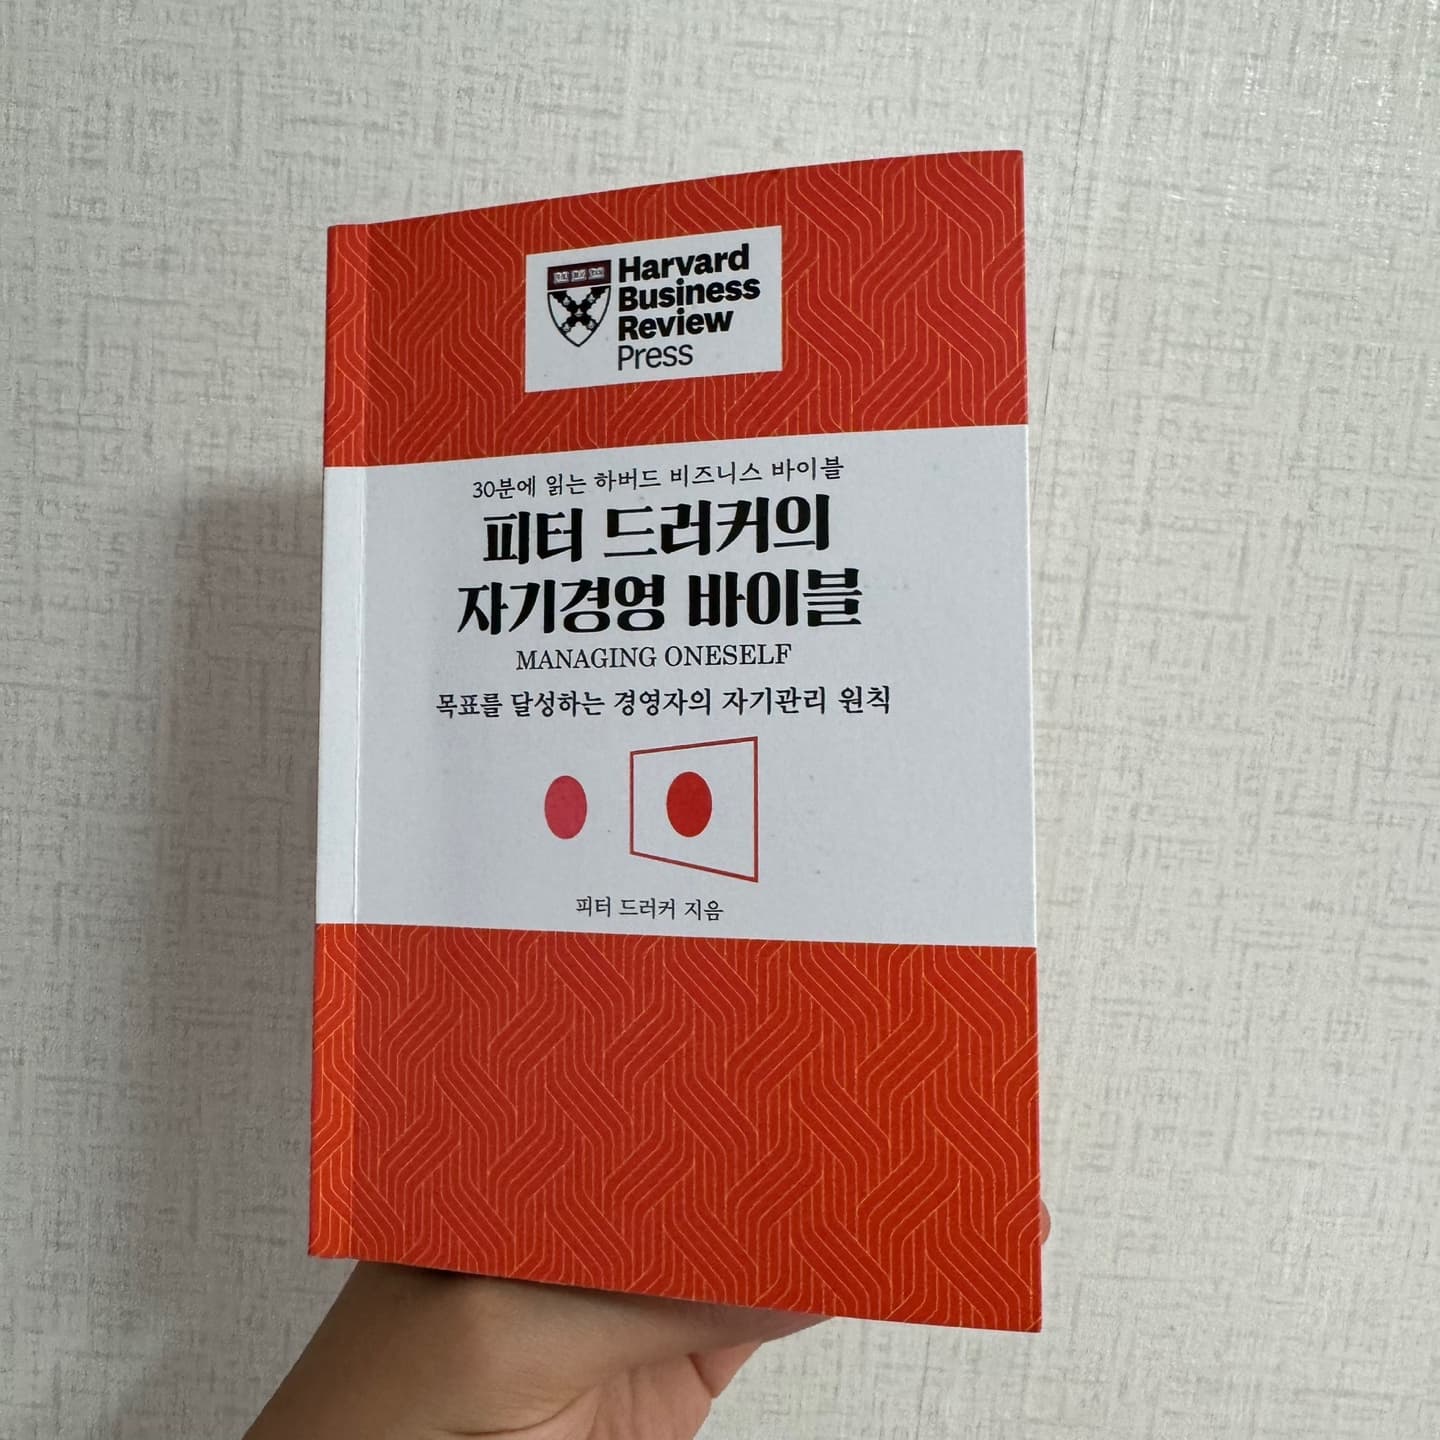 Harvard
Business
Review
Press
30분에 읽는 하버드 비즈니스 바이블
피터 드러커의
자기경영 바이블
MANAGING ONESELF
목표를 달성하는 경영자의 자기관리 원칙
피터 드러커 지음